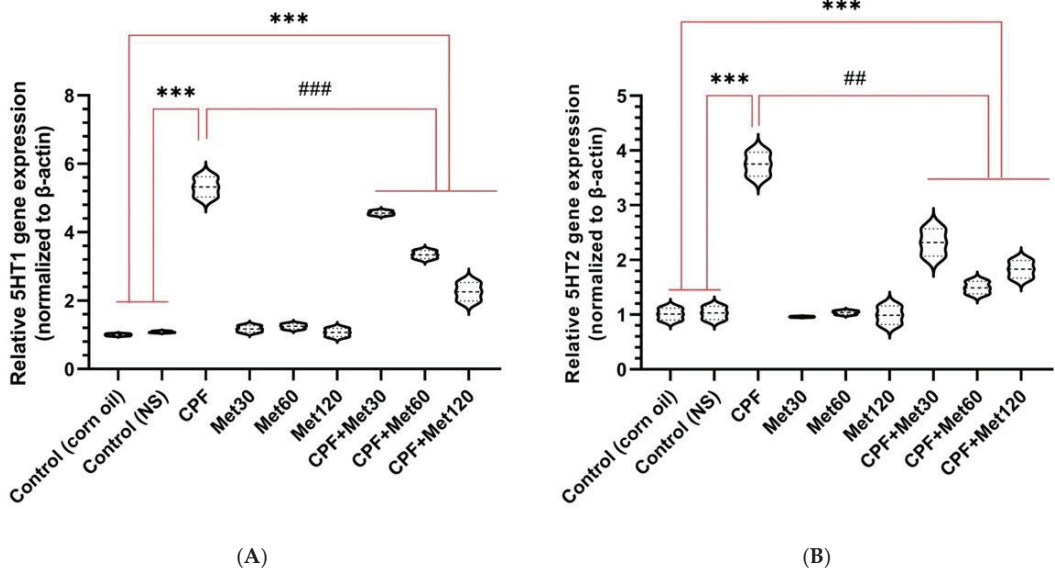 ***
***
###
Relative 5HT1 gene expression
(normalized to β-actin)
8
6
4
2
0
Control (corn oil)
Control (NS)
CPF
Met30
Met60
Met120
CPF+Met30
CPF+Met60
CPF+Met120
(A)
***
***
##
Relative 5HT2 gene expression
(normalized to β-actin)
5
4
3
2
1
0
Control (corn oil)
Control (NS)
CPF
Met30
Met60
Met120
CPF+Met30
CPF+Met60
CPF+Met120
(B)